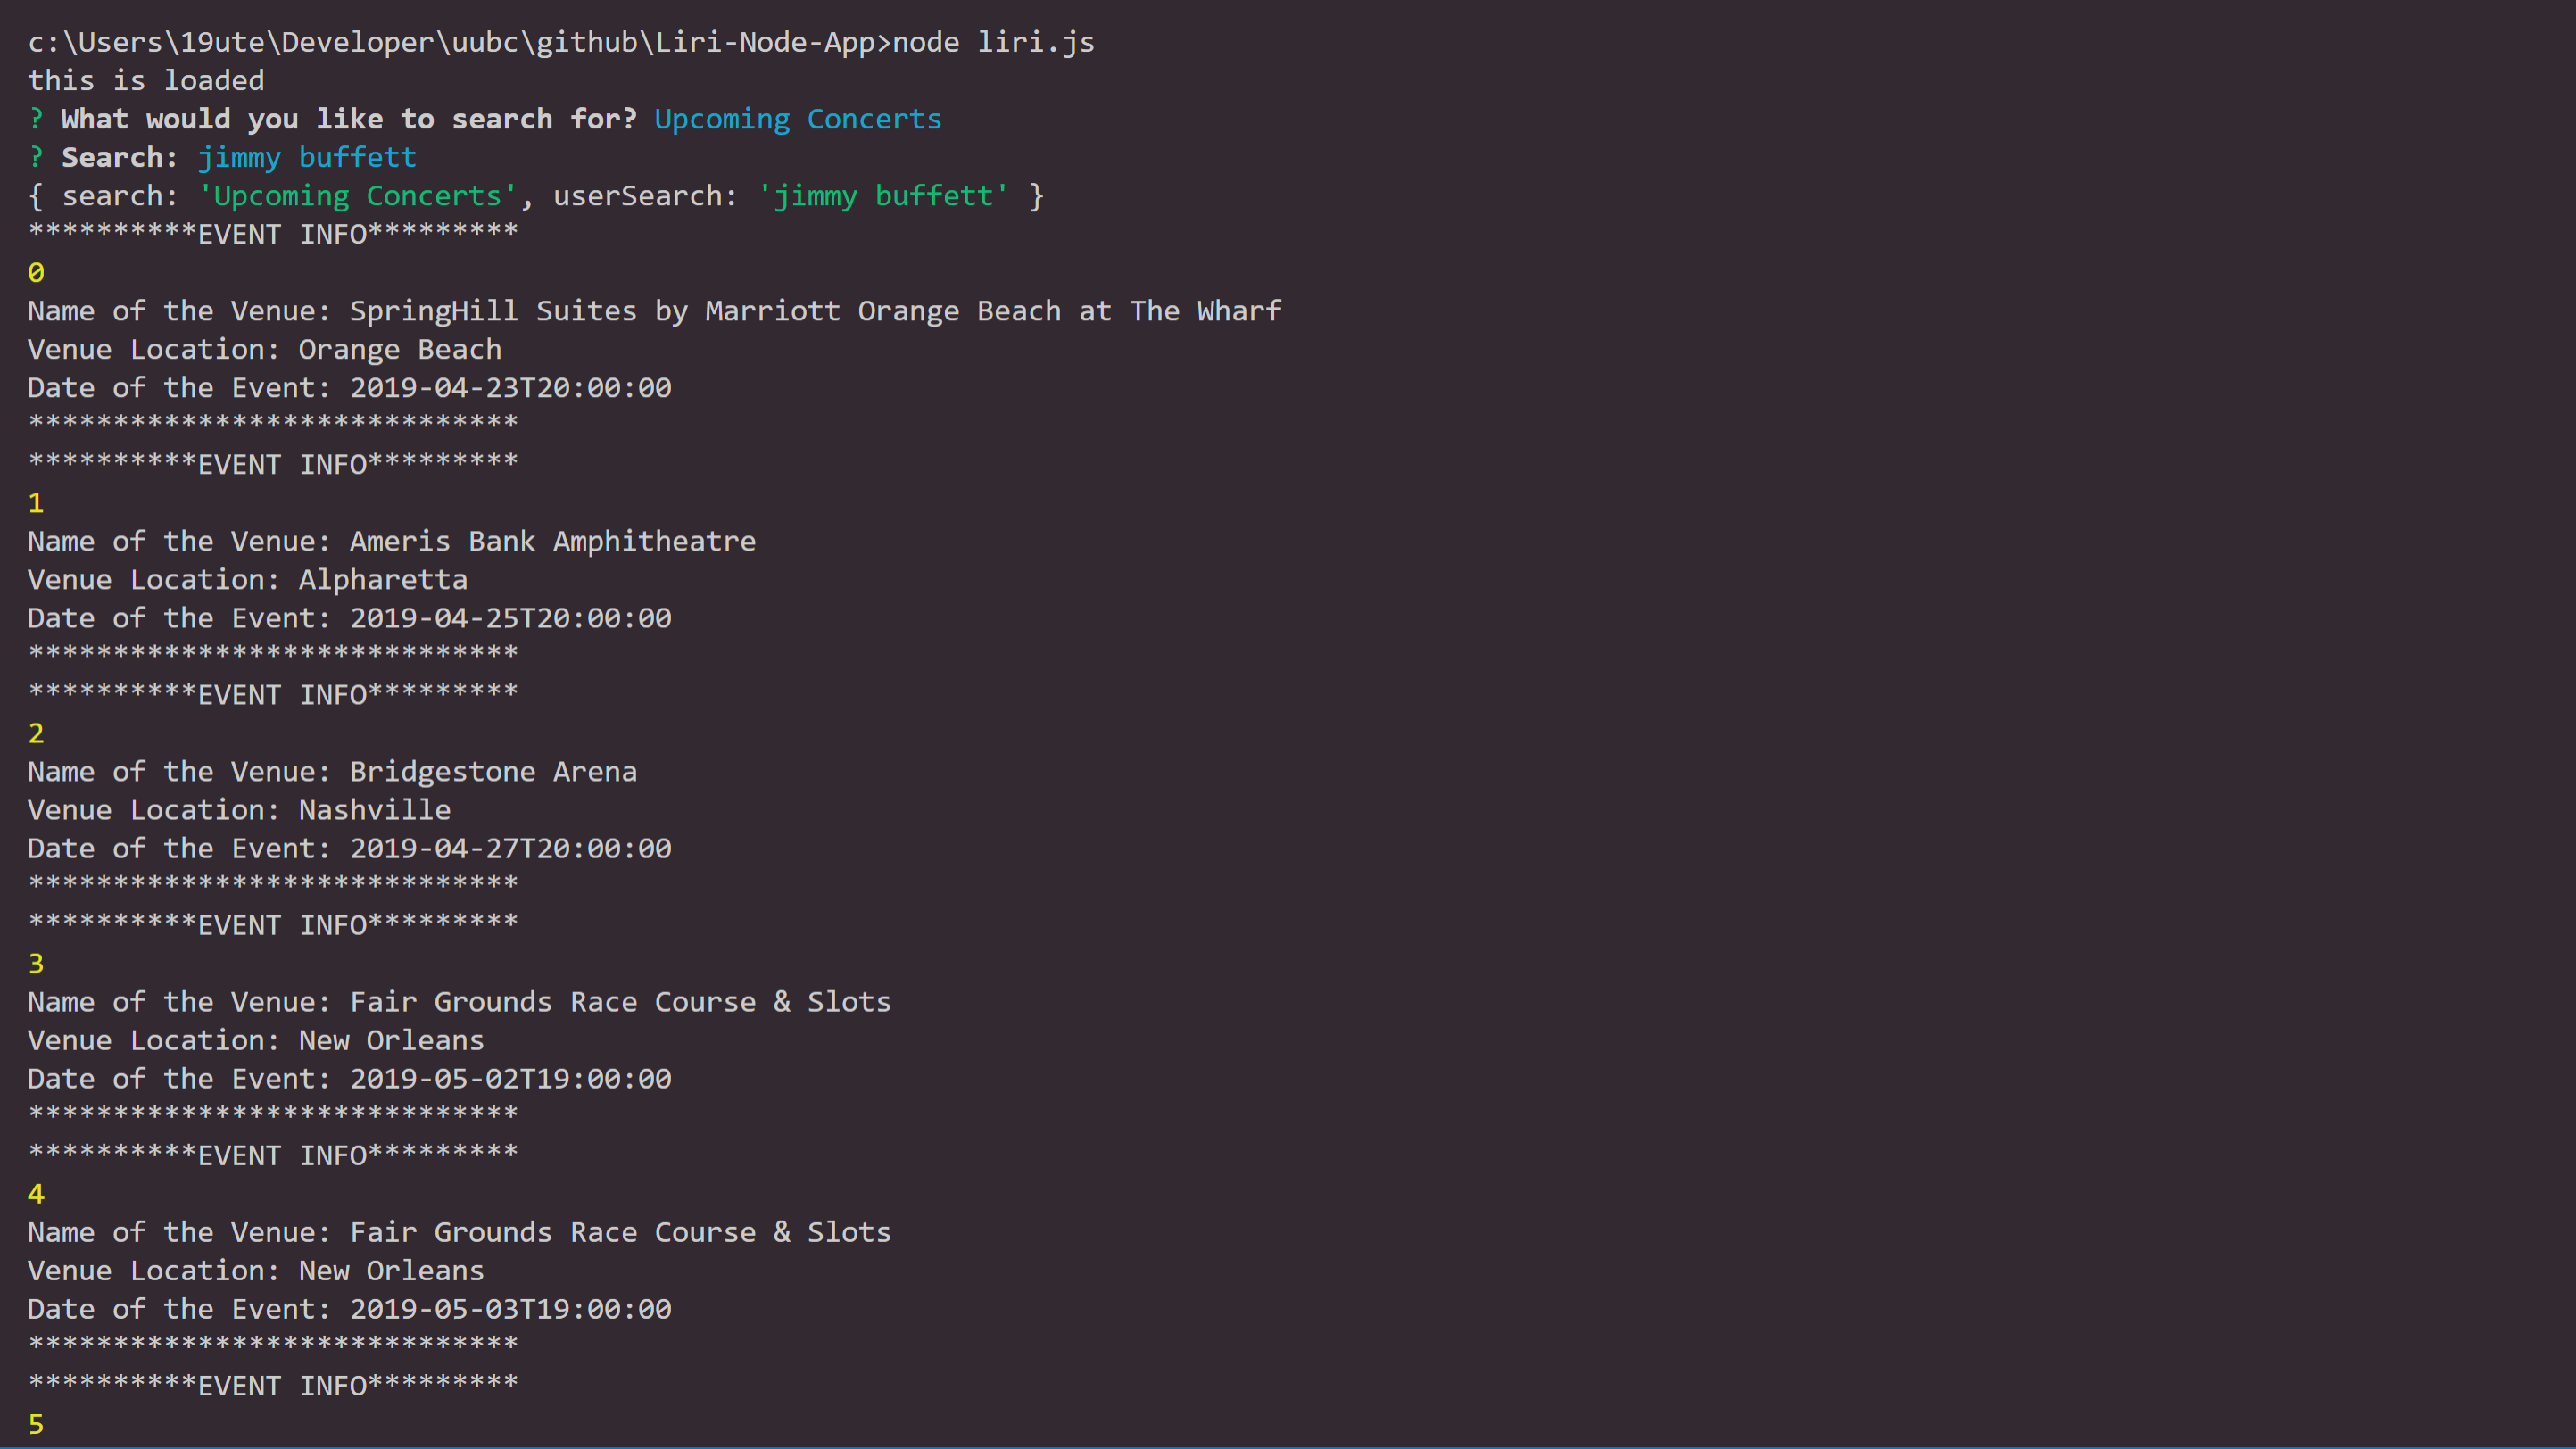 c:\Users\19ute\Developer\uubc\github\Liri-Node-App>node liri.js
this is loaded
? What would you like to search for? Upcoming Concerts
? Search: jimmy buffett
{ search: 'Upcoming Concerts', userSearch: 'jimmy buffett' }
**********EVENT INFO*********
0
Name of the Venue: SpringHill Suites by Marriott Orange Beach at The Wharf
Venue Location: Orange Beach
Date of the Event: 2019-04-23T20:00:00
*****************************
**********EVENT INFO*********
1
Name of the Venue: Ameris Bank Amphitheatre
Venue Location: Alpharetta
Date of the Event: 2019-04-25T20:00:00
*****************************
**********EVENT INFO*********
2
Name of the Venue: Bridgestone Arena
Venue Location: Nashville
Date of the Event: 2019-04-27T20:00:00
*****************************
**********EVENT INFO*********
3
Name of the Venue: Fair Grounds Race Course & Slots
Venue Location: New Orleans
Date of the Event: 2019-05-02T19:00:00
*****************************
**********EVENT INFO*********
4
Name of the Venue: Fair Grounds Race Course & Slots
Venue Location: New Orleans
Date of the Event: 2019-05-03T19:00:00
*****************************
**********EVENT INFO*********
5